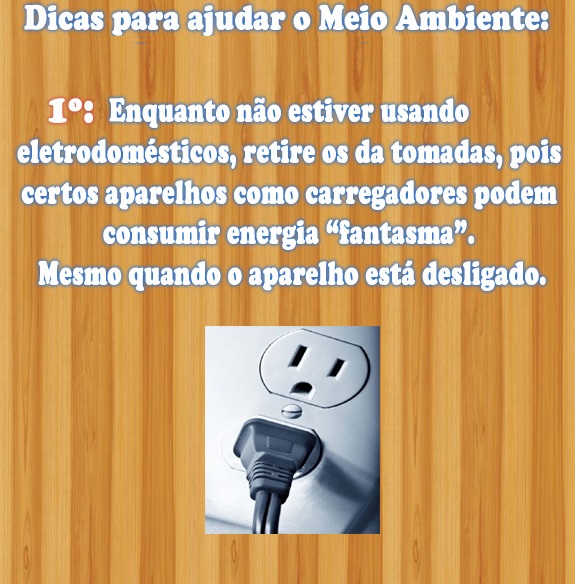 Dicas para ajudar o Meio Ambiente:
1º: Enquanto não estiver usando
eletrodomésticos, retire os da tomadas, pois
certos aparelhos como carregadores podem
consumir energia “fantasma”.
Mesmo quando o aparelho está desligado.